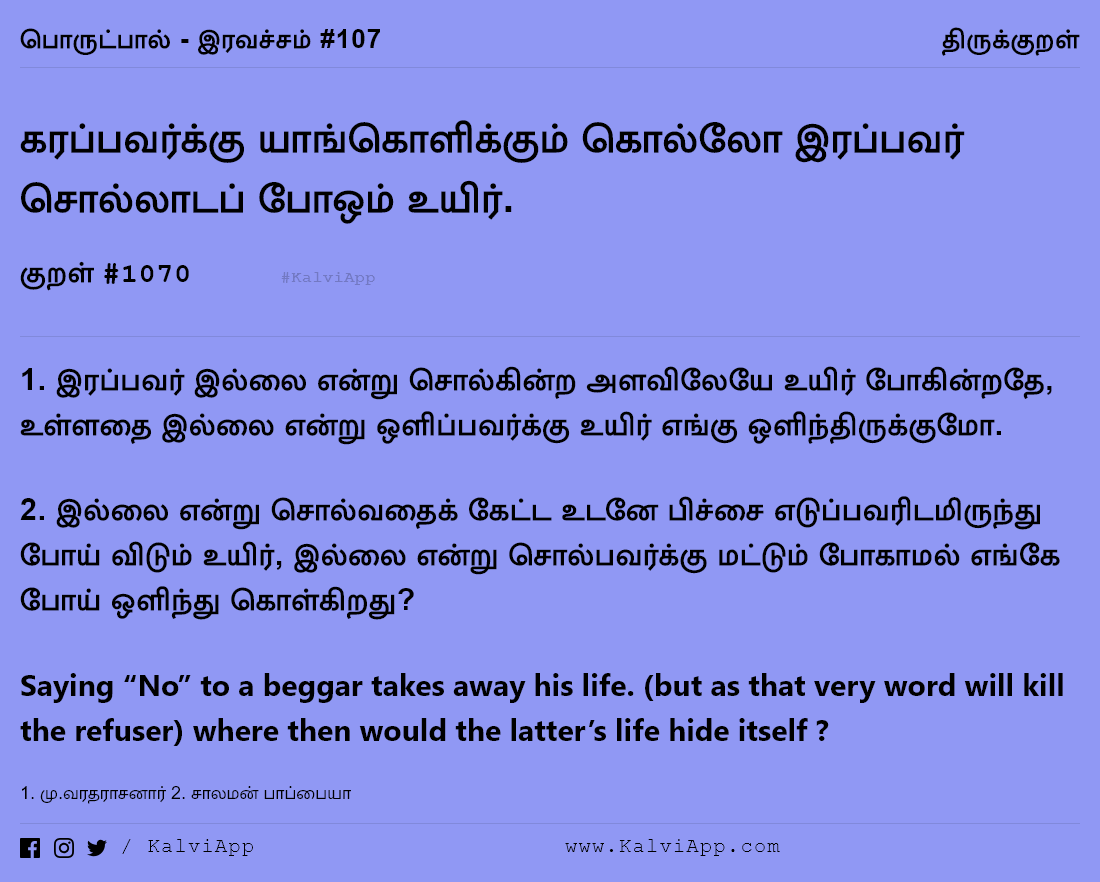 பொருட்பால் - இரவச்சம் #107 திருக்குறள்
கரப்பவர்க்கு யாங்கொளிக்கும் கொல்லோ இரப்பவர்
சொல்லாடப் போஒம் உயிர்.
குறள் #1070 #KalviApp
1. இரப்பவர் இல்லை என்று சொல்கின்ற அளவிலேயே உயிர் போகின்றதே,
உள்ளதை இல்லை என்று ஒளிப்பவர்க்கு உயிர் எங்கு ஒளிந்திருக்குமோ.
2. இல்லை என்று சொல்வதைக் கேட்ட உடனே பிச்சை எடுப்பவரிடமிருந்து
போய் விடும் உயிர், இல்லை என்று சொல்பவர்க்கு மட்டும் போகாமல் எங்கே
போய் ஒளிந்து கொள்கிறது?
Saying “No” to a beggar takes away his life. (but as that very word will kill
the refuser) where then would the latter’s life hide itself ?
1. மு.வரதராசனார் 2. சாலமன் பாப்பையா
/ KalviApp www.KalviApp.com